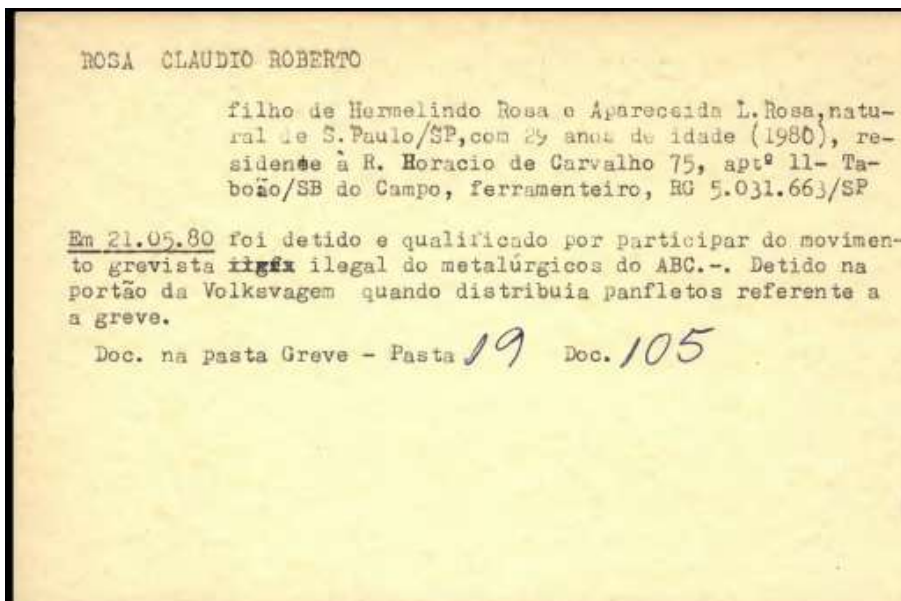 ROSA CLAUDIO ROBERTO
filho de Hermelindo Rosa e Apareceida L.Rosa,natu-
ral de S.Paulo/SP,com 29 anos de idade (1980), re-
sidente à R. Horacio de Carvalho 75, aptº 11- Ta-
boão/SB do Campo, ferramenteiro, RG 5.031.663/SP
Em 21.05.80 foi detido e qualificado por participar do movimen-
to grevista ilegal do metalúrgicos do ABC.-. Detido na
portão da Volksvagem quando distribuia panfletos referente a
a greve.
Doc. na pasta Greve - Pasta 19 Doc. 105